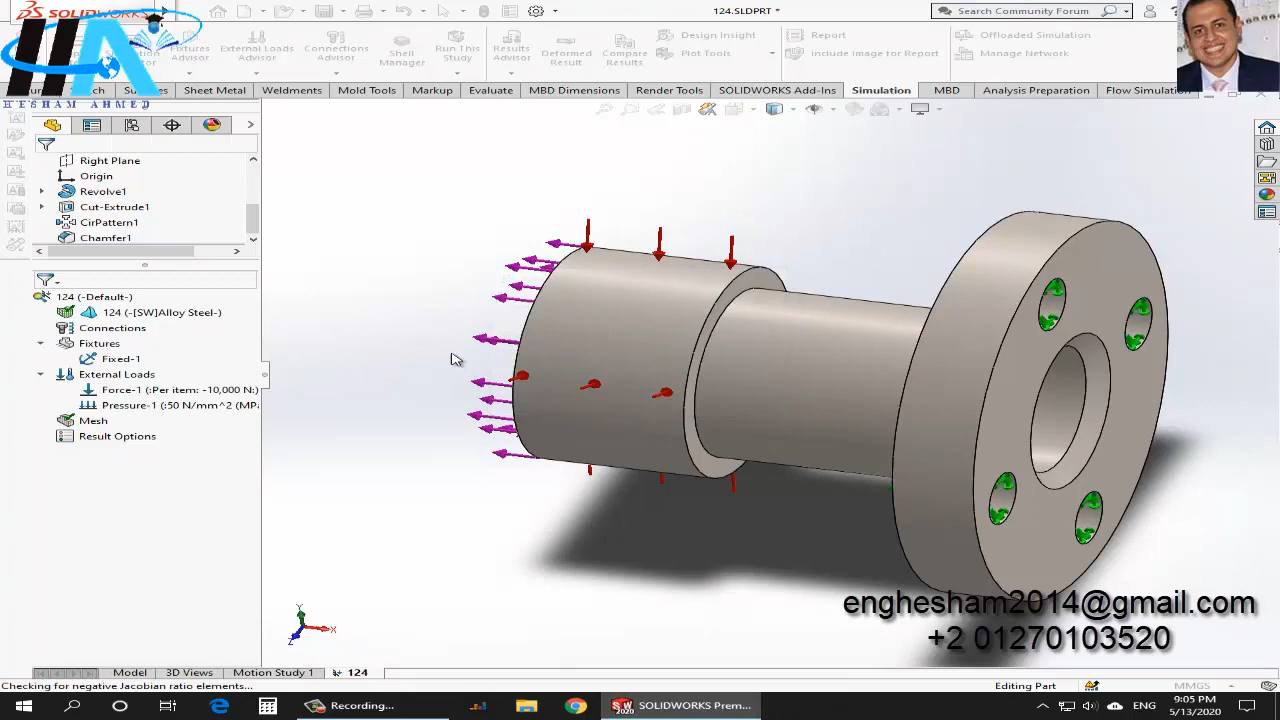 SOLIDWORKS
124.SLDPRT *
Search Community Forum
HESHAM AHMED
Fixtures Advisor
External Loads Advisor
Connections Advisor
Shell Manager
Run This Study
Results Advisor
Deformed Result
Compare Results
Design Insight
Plot Tools
Report
Include Image for Report
Offloaded Simulation
Manage Network
Sheet Metal
Weldments
Mold Tools
Markup
Evaluate
MBD Dimensions
Render Tools
SOLIDWORKS Add-Ins
Simulation
MBD
Analysis Preparation
Flow Simulation
Right Plane
Origin
Revolve1
Cut-Extrude1
CirPattern1
Chamfer1
124 (-Default-)
124 (-[SW]Alloy Steel-)
Connections
Fixtures
Fixed-1
External Loads
Force-1 (:Per item: -10,000 N:)
Pressure-1 (:50 N/mm^2 (MPa
Mesh
Result Options
Y
X
Z
enghesham2014@gmail.com
+2 01270103520
Model
3D Views
Motion Study 1
124
Checking for negative Jacobian ratio elements...
Editing Part
MMGS
Recording...
SOLIDWORKS Prem...
ENG
9:05 PM
5/13/2020